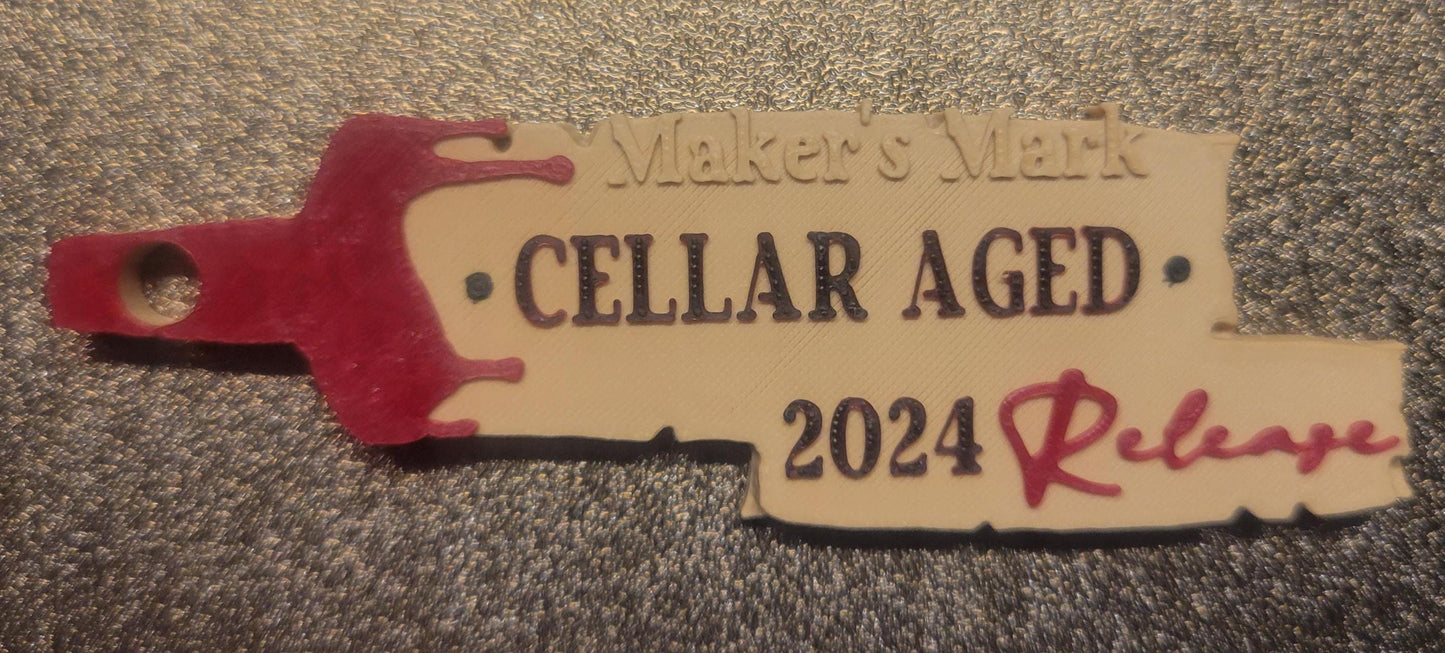 Maker's Mark
• CELLAR AGED •
2024 Release